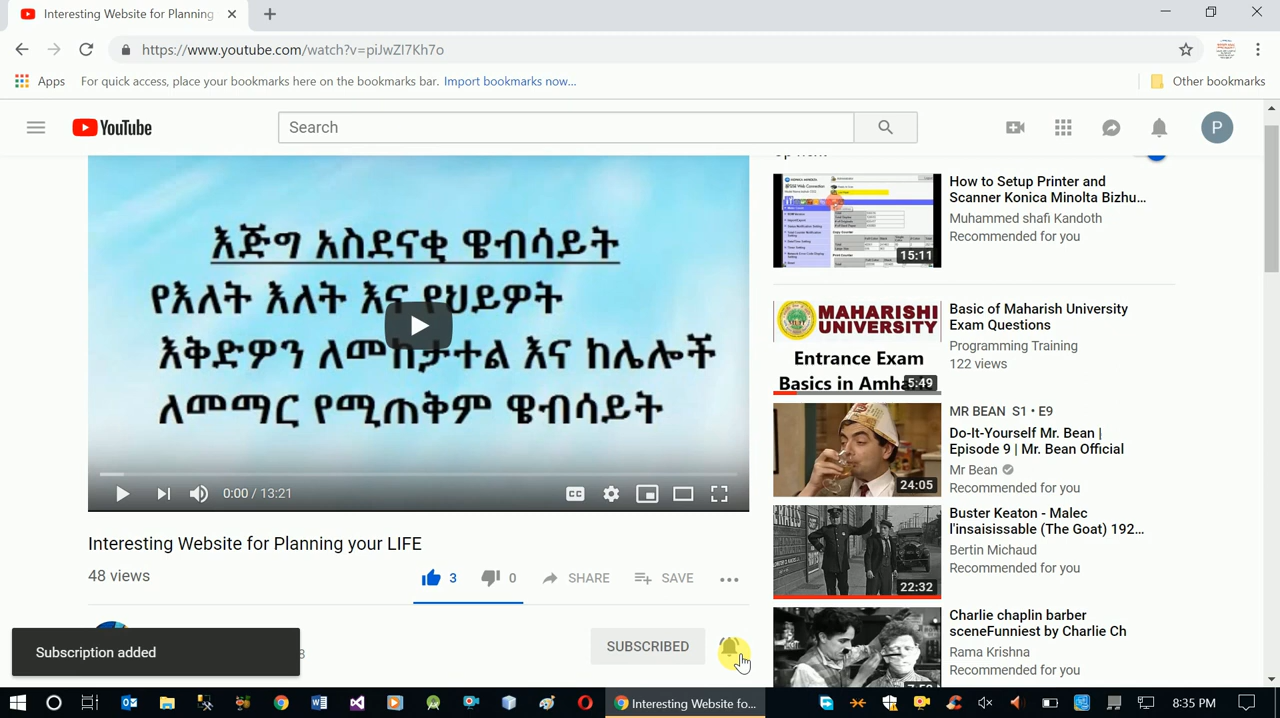 Interesting Website for Planning
https://www.youtube.com/watch?v=piJwZI7Kh7o
Apps
For quick access, place your bookmarks here on the bookmarks bar. Import bookmarks now...
Other bookmarks
YouTube
Search
P
እጅግ አስደናቂ ዌብሳይት
የእለት እለት እና የህይዎት
እቅድዎን ለመከታተል እና ከሌሎች
ለመማር የሚጠቅም ዌብሳይት
0:00 / 13:21
Interesting Website for Planning your LIFE
48 views
3
0
SHARE
SAVE
Subscription added
SUBSCRIBED
15:11
How to Setup Printer and
Scanner Konica Minolta Bizhu...
Muhammed shafi Kandoth
Recommended for you
MAHARISHI
UNIVERSITY
Entrance Exam
Basics in Amha
5:49
Basic of Maharish University
Exam Questions
Programming Training
122 views
24:05
MR BEAN S1 • E9
Do-It-Yourself Mr. Bean |
Episode 9 | Mr. Bean Official
Mr Bean
Recommended for you
22:32
Buster Keaton - Malec
l'insaisissable (The Goat) 192...
Bertin Michaud
Recommended for you
Charlie chaplin barber
sceneFunniest by Charlie Ch
Rama Krishna
Recommended for you
Interesting Website fo...
8:35 PM